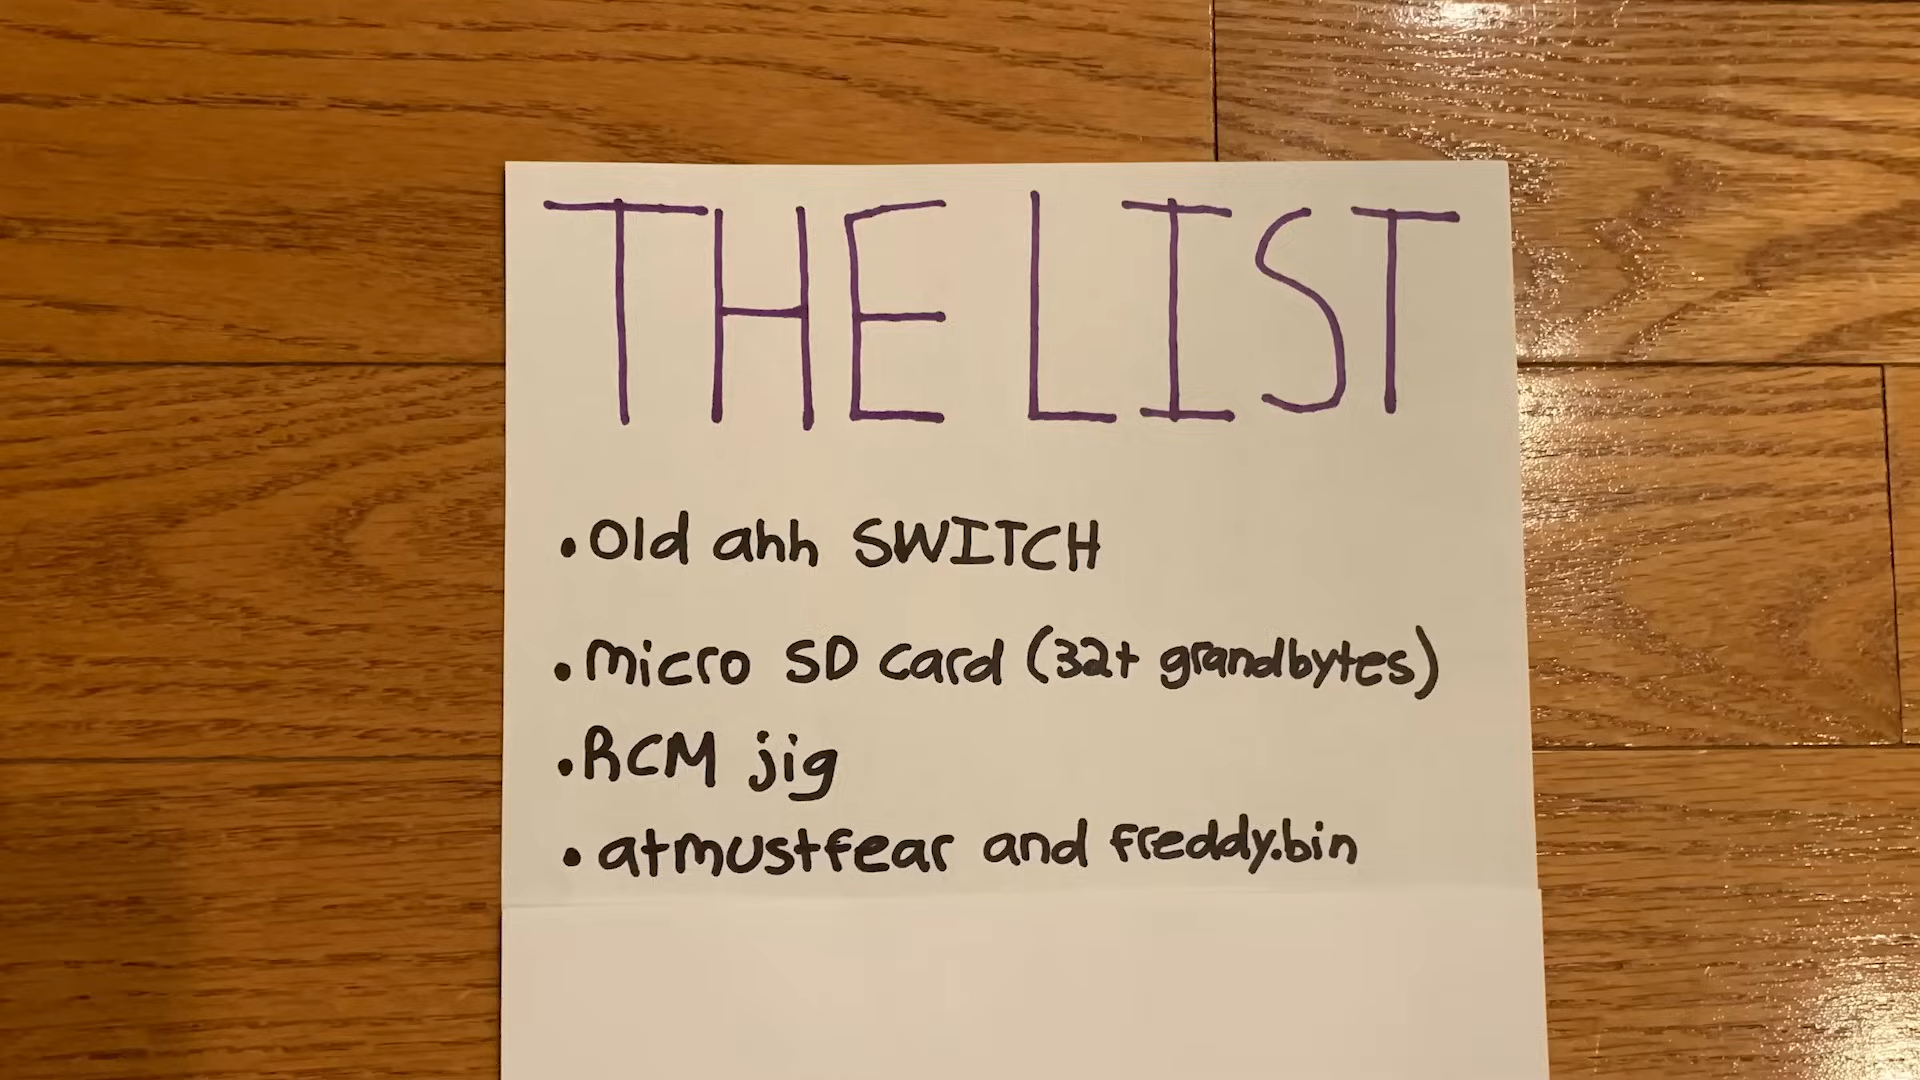 THE LIST
• Old ahh SWITCH
• micro SD card (32+ grandbytes)
• RCM jig
• atmustfear and freddy.bin